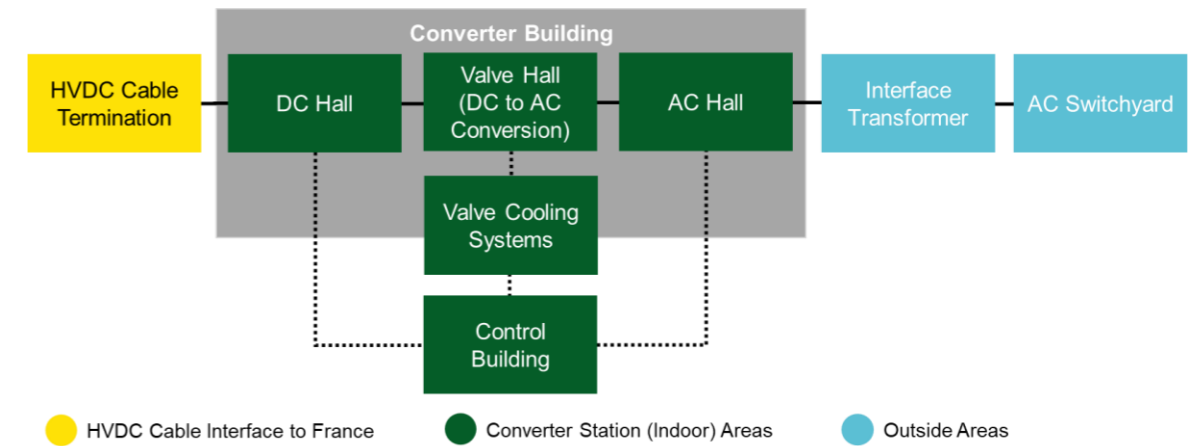 Converter Building
HVDC Cable
Termination
DC Hall
Valve Hall
(DC to AC
Conversion)
AC Hall
Interface
Transformer
AC Switchyard
Valve Cooling
Systems
Control
Building
HVDC Cable Interface to France
Converter Station (Indoor) Areas
Outside Areas